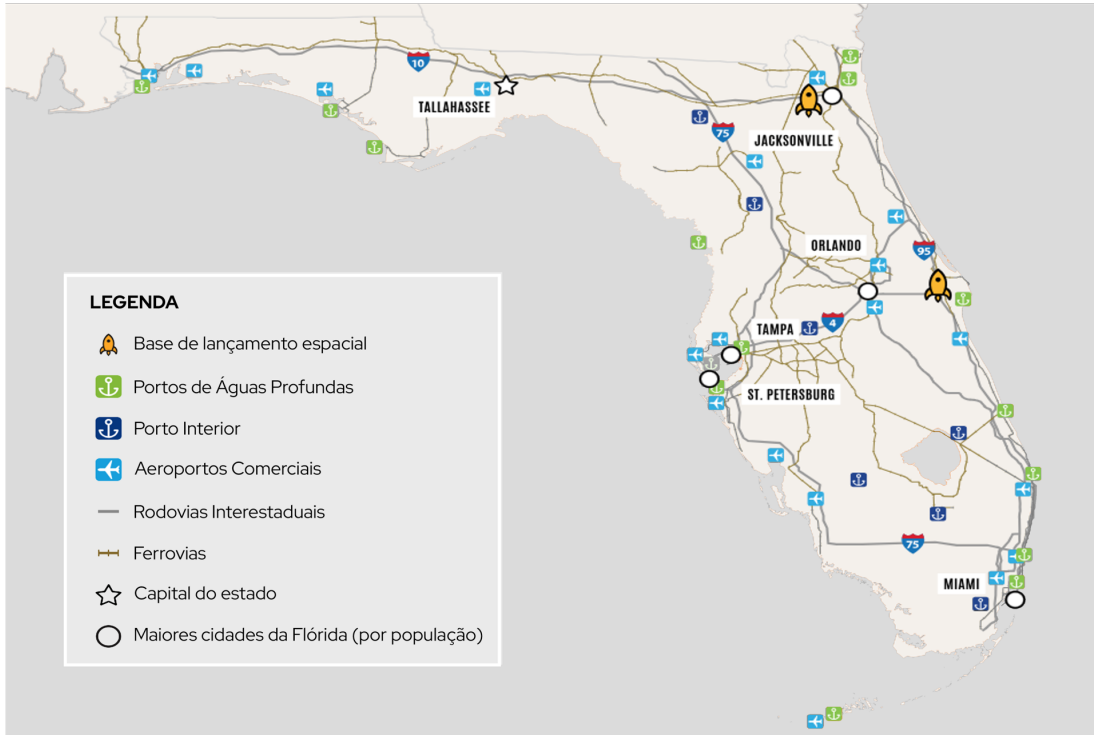 10
TALLAHASSEE
75
JACKSONVILLE
ORLANDO
95
TAMPA
4
ST. PETERSBURG
75
MIAMI
LEGENDA
Base de lançamento espacial
Portos de Águas Profundas
Porto Interior
Aeroportos Comerciais
Rodovias Interestaduais
Ferrovias
Capital do estado
Maiores cidades da Flórida (por população)